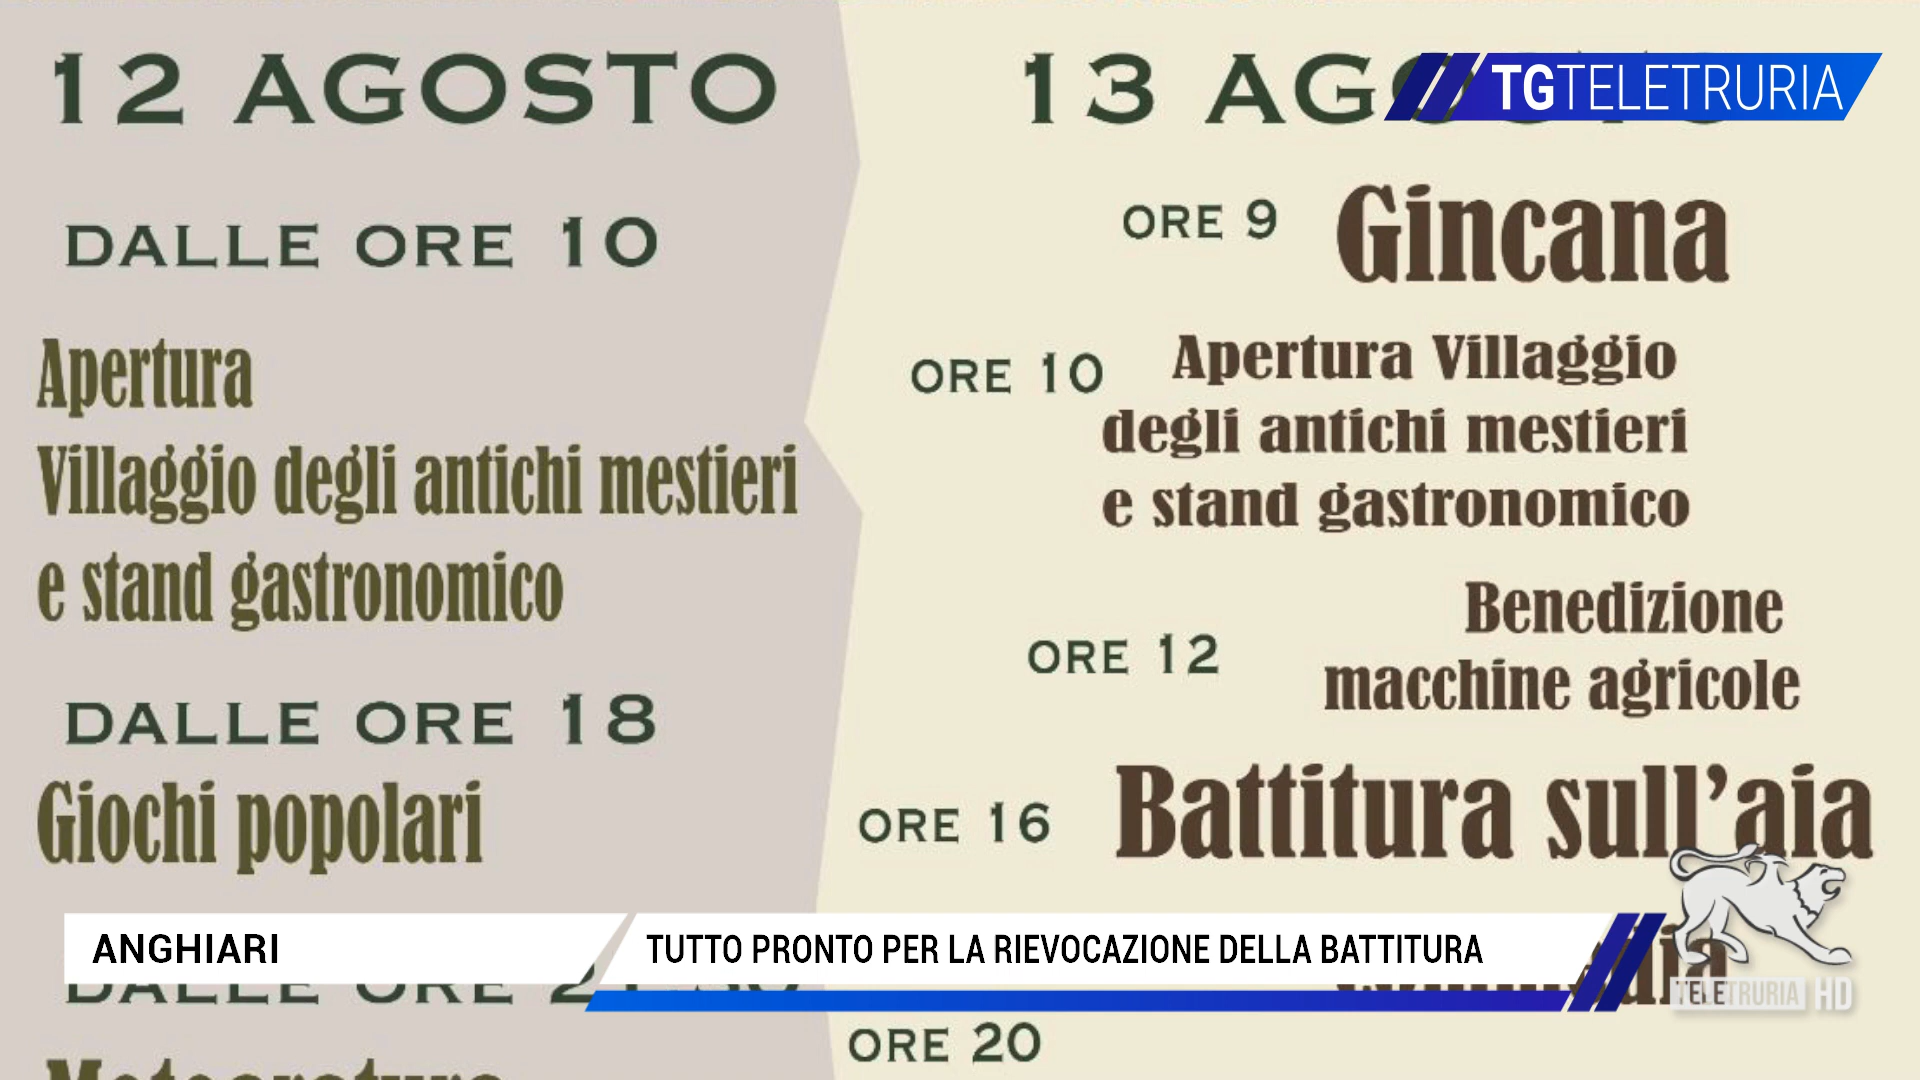 12 AGOSTO
DALLE ORE 10
Apertura
Villaggio degli antichi mestieri
e stand gastronomico
DALLE ORE 18
Giochi popolari
DALLE ORE
13
TGTELETRURIA
ORE 9 Gincana
ORE 10 Apertura Villaggio
degli antichi mestieri
e stand gastronomico
Benedizione
ORE 12 macchine agricole
ORE 16 Battitura sull'aia
ORE 20
ANGHIARI
TUTTO PRONTO PER LA RIEVOCAZIONE DELLA BATTITURA
TELETRURIA HD